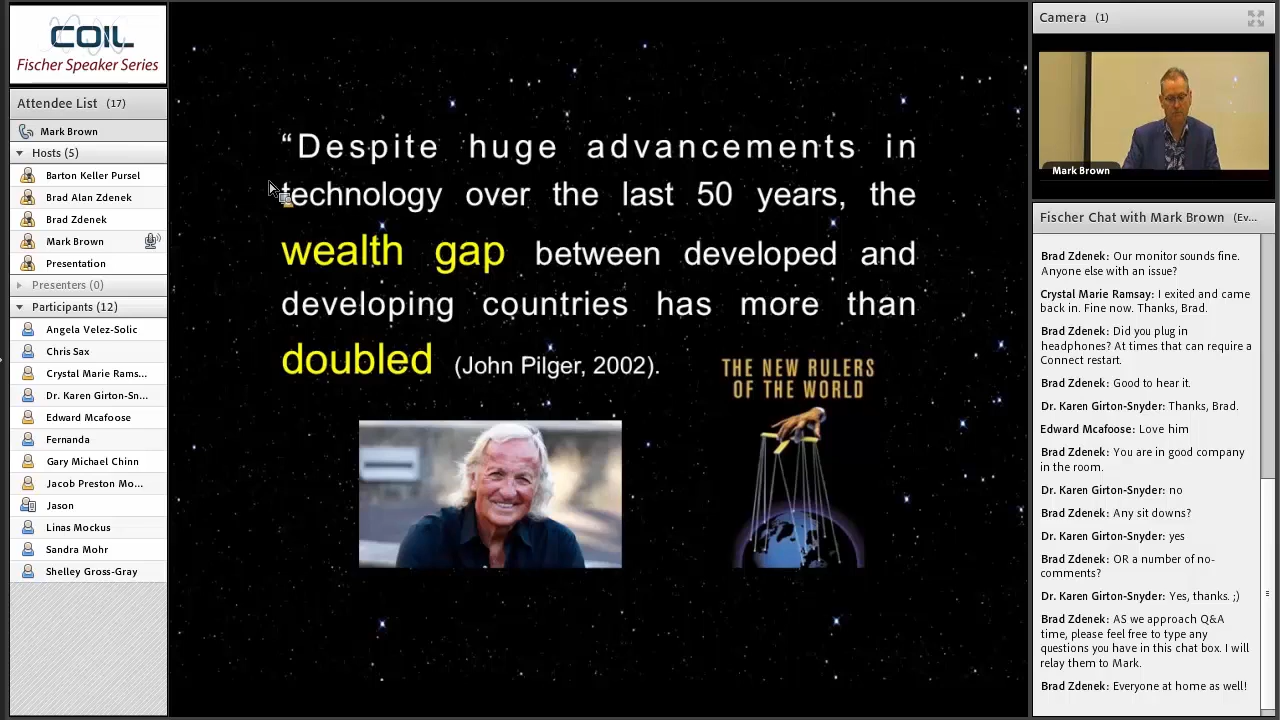 COIL
Fischer Speaker Series
Attendee List (17)
Mark Brown
Hosts (5)
Barton Keller Pursel
Brad Alan Zdenek
Brad Zdenek
Mark Brown
Presentation
Presenters (0)
Participants (12)
Angela Velez-Solic
Chris Sax
Crystal Marie Rams...
Dr. Karen Girton-Sn...
Edward Mcafoose
Fernanda
Gary Michael Chinn
Jacob Preston Mo...
Jason
Linas Mockus
Sandra Mohr
Shelley Gross-Gray
“Despite huge advancements in
technology over the last 50 years, the
wealth gap between developed and
developing countries has more than
doubled (John Pilger, 2002).
THE NEW RULERS
OF THE WORLD
Camera (1)
Mark Brown
Fischer Chat with Mark Brown (Ev...
Brad Zdenek: Our monitor sounds fine.
Anyone else with an issue?
Crystal Marie Ramsay: I exited and came
back in. Fine now. Thanks, Brad.
Brad Zdenek: Did you plug in
headphones? At times that can require a
Connect restart.
Brad Zdenek: Good to hear it.
Dr. Karen Girton-Snyder: Thanks, Brad.
Edward Mcafoose: Love him
Brad Zdenek: You are in good company
in the room.
Dr. Karen Girton-Snyder: no
Brad Zdenek: Any sit downs?
Dr. Karen Girton-Snyder: yes
Brad Zdenek: OR a number of no-
comments?
Dr. Karen Girton-Snyder: Yes, thanks. ;)
Brad Zdenek: AS we approach Q&A
time, please feel free to type any
questions you have in this chat box. I will
relay them to Mark.
Brad Zdenek: Everyone at home as well!